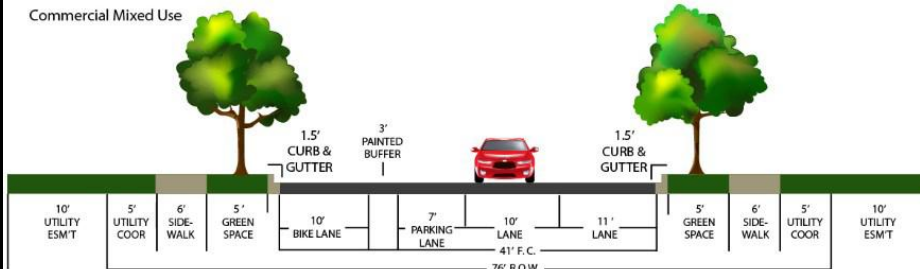 Commercial Mixed Use
1.5'
CURB &
GUTTER
3'
PAINTED
BUFFER
1.5'
CURB &
GUTTER
10'
UTILITY
ESM'T
5'
UTILITY
COOR
6'
SIDE-
WALK
5'
GREEN
SPACE
10'
BIKE LANE
7'
PARKING
LANE
10'
LANE
11'
LANE
5'
GREEN
SPACE
6'
SIDE-
WALK
5'
UTILITY
COOR
10'
UTILITY
ESM'T
41' F.C.
76' R.O.W.